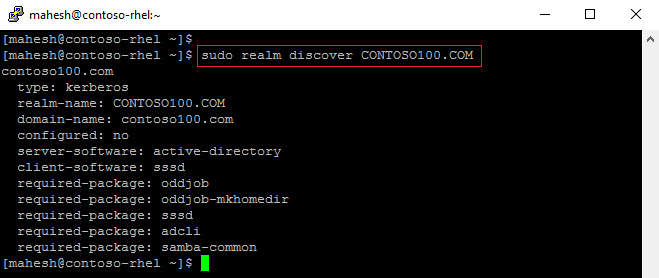 mahesh@contoso-rhel:~
[mahesh@contoso-rhel ~]$
[mahesh@contoso-rhel ~]$ sudo realm discover CONTOSO100.COM
contoso100.com
  type: kerberos
  realm-name: CONTOSO100.COM
  domain-name: contoso100.com
  configured: no
  server-software: active-directory
  client-software: sssd
  required-package: oddjob
  required-package: oddjob-mkhomedir
  required-package: sssd
  required-package: adcli
  required-package: samba-common
[mahesh@contoso-rhel ~]$